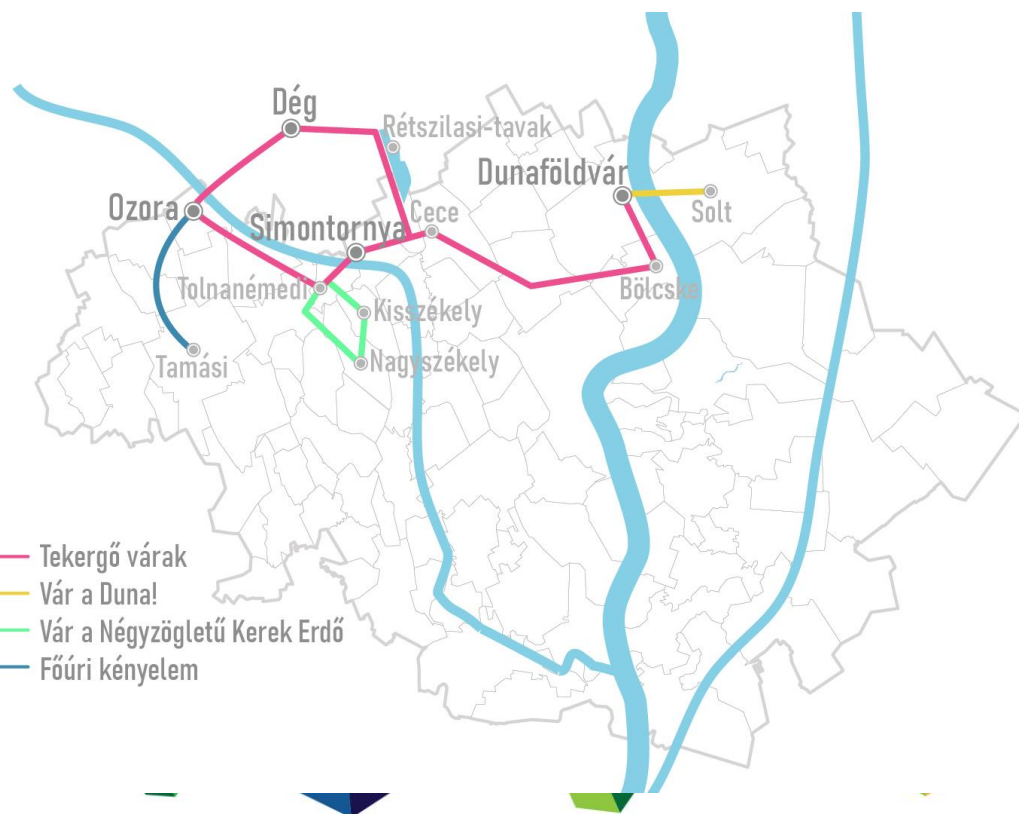 Dég
Rétszilasi-tavak
Dunaföldvár
Ozora
Cece
Solt
Simontornya
Tolnanémedi
Bölcske
Kisszékely
Tamási
Nagyszékely
Tekergő várak
Vár a Duna!
Vár a Négyzögletű Kerek Erdő
Főúri kényelem